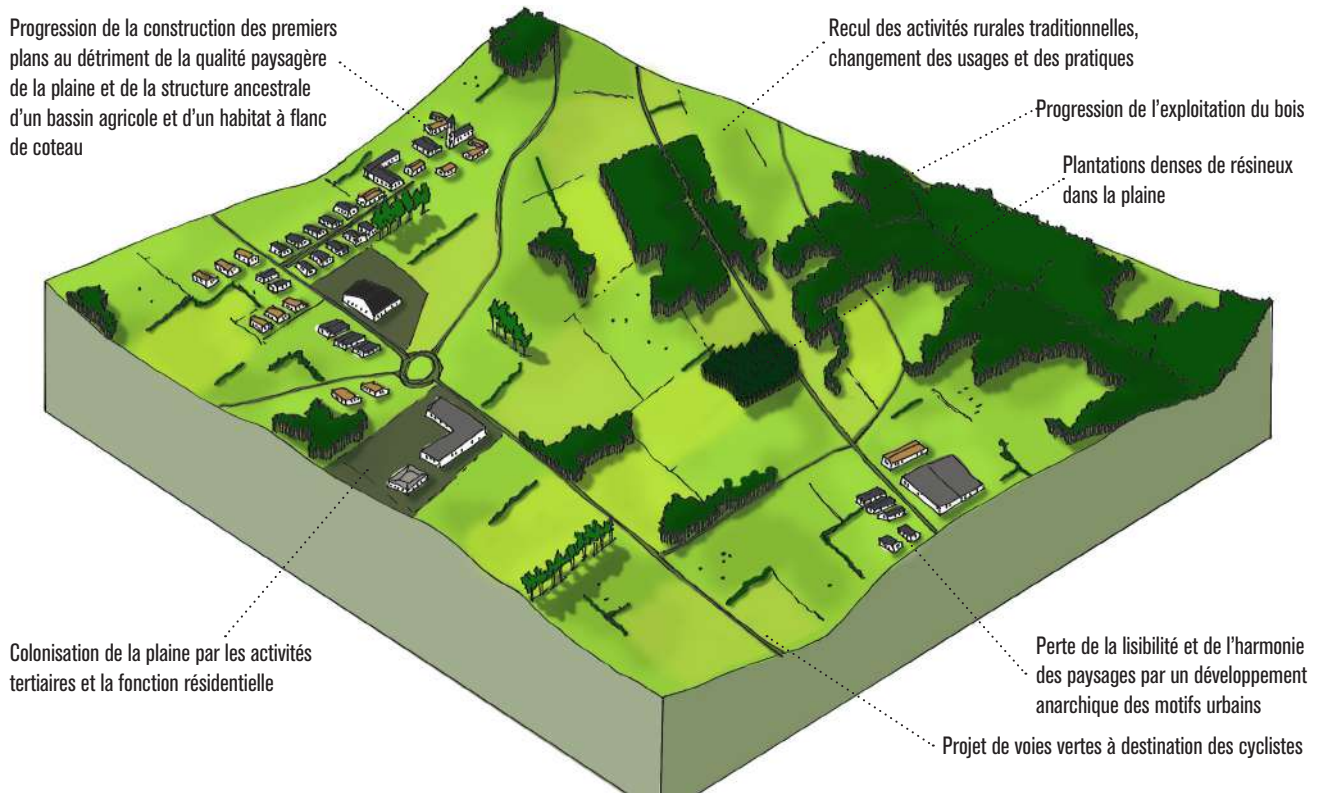 Progression de la construction des premiers
plans au détriment de la qualité paysagère
de la plaine et de la structure ancestrale
d'un bassin agricole et d'un habitat à flanc
de coteau
Recul des activités rurales traditionnelles,
changement des usages et des pratiques
Progression de l'exploitation du bois
Plantations denses de résineux
dans la plaine
Colonisation de la plaine par les activités
tertiaires et la fonction résidentielle
Perte de la lisibilité et de l'harmonie
des paysages par un développement
anarchique des motifs urbains
Projet de voies vertes à destination des cyclistes